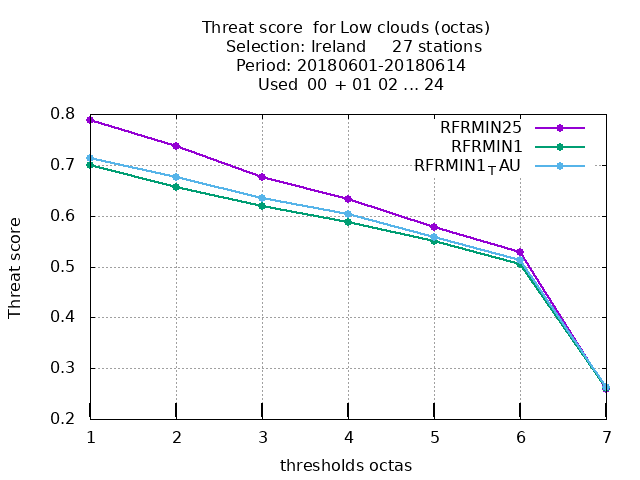 Threat score  for Low clouds (octas)
Selection: Ireland     27 stations
Period: 20180601-20180614
Used  00  + 01 02 ... 24
RFRMIN25
RFRMIN1
RFRMIN1TAU
0.8
0.7
0.6
0.5
0.4
0.3
0.2
Threat score
1 2 3 4 5 6 7
thresholds octas